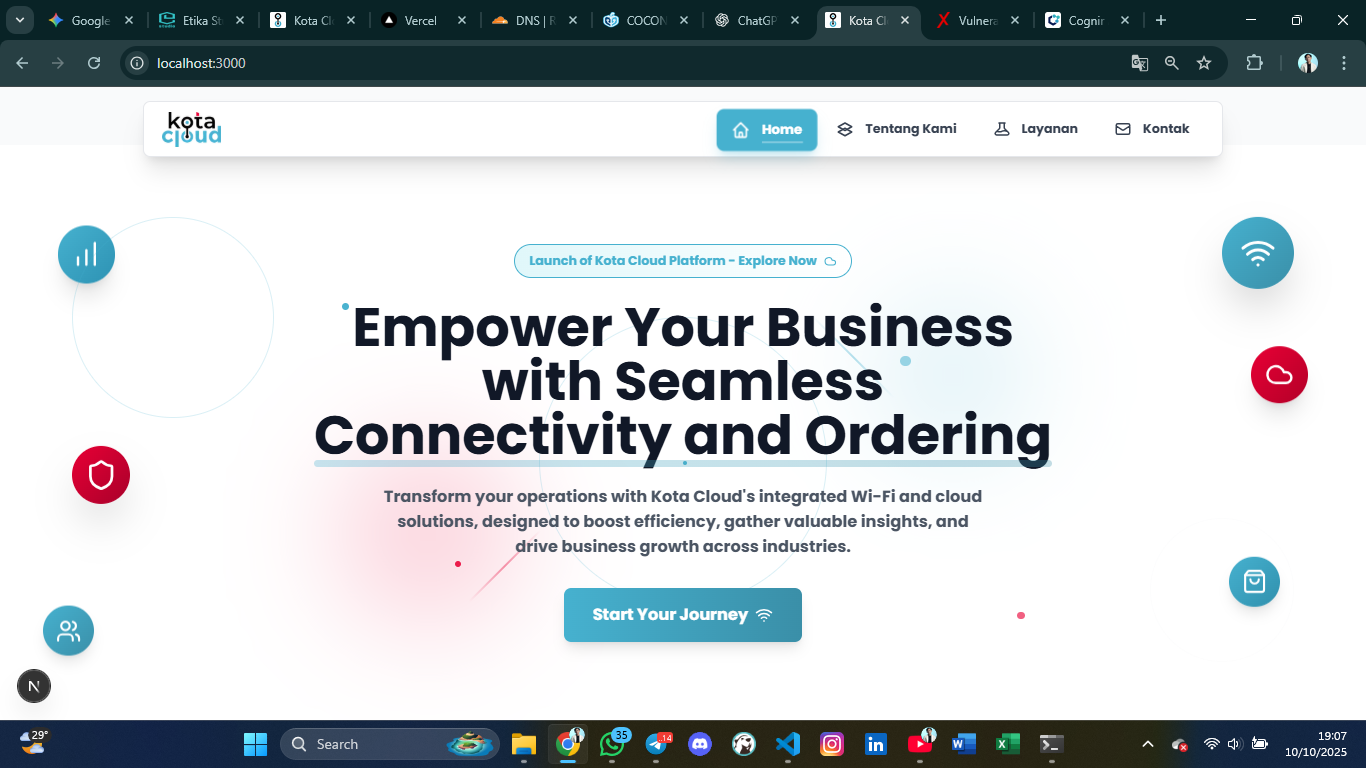 Google
Etika St
Kota Cl
Vercel
DNS | R
COCON
ChatGP
Kota Cl
Vulnera
Cognir
localhost:3000
kota
cloud
Home
Tentang Kami
Layanan
Kontak
Launch of Kota Cloud Platform - Explore Now
Empower Your Business
with Seamless
Connectivity and Ordering
Transform your operations with Kota Cloud's integrated Wi-Fi and cloud
solutions, designed to boost efficiency, gather valuable insights, and
drive business growth across industries.
Start Your Journey
N
29°
Search
35
.14
19:07
10/10/2025